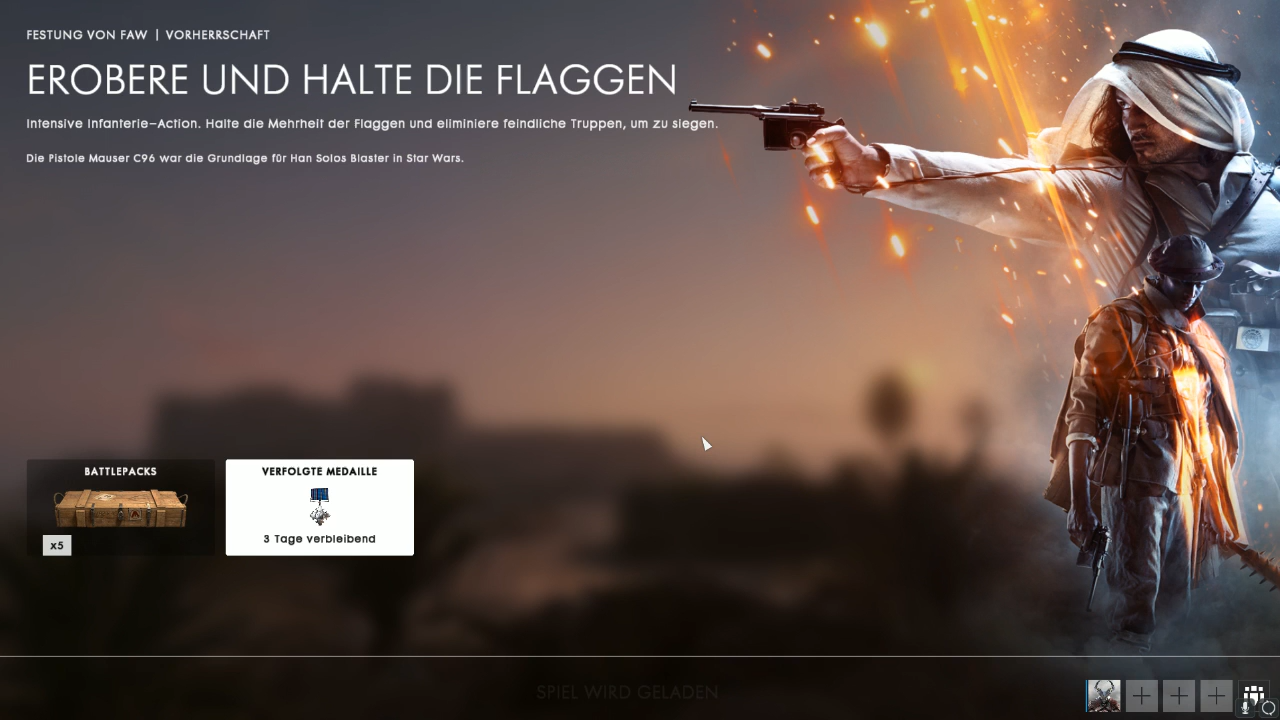 FESTUNG VON FAW | VORHERRSCHAFT
EROBERE UND HALTE DIE FLAGGEN
Intensive Infanterie-Action. Halte die Mehrheit der Flaggen und eliminiere feindliche Truppen, um zu siegen.
Die Pistole Mauser C96 war die Grundlage für Han Solos Blaster in Star Wars.
BATTLEPACKS
x5
VERFOLGTE MEDAILLE
3 Tage verbleibend
SPIEL WIRD GELADEN